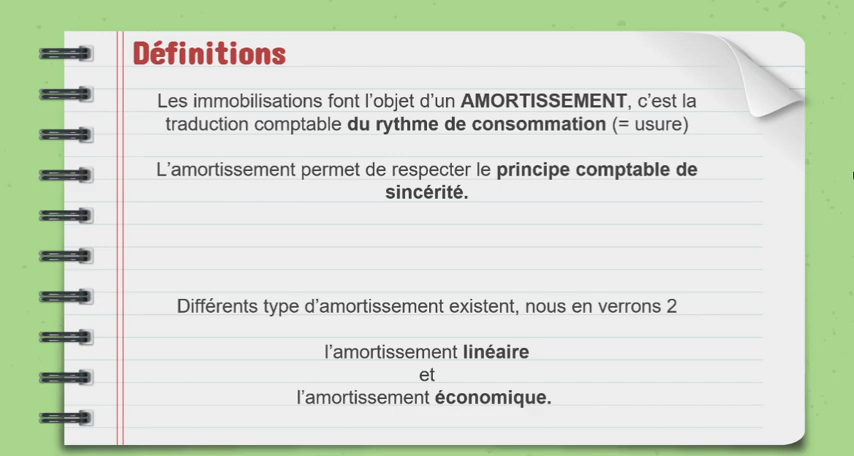 Définitions
Les immobilisations font l’objet d’un AMORTISSEMENT, c’est la
traduction comptable du rythme de consommation (= usure)
L’amortissement permet de respecter le principe comptable de
sincérité.
Différents type d’amortissement existent, nous en verrons 2
l’amortissement linéaire
et
l’amortissement économique.